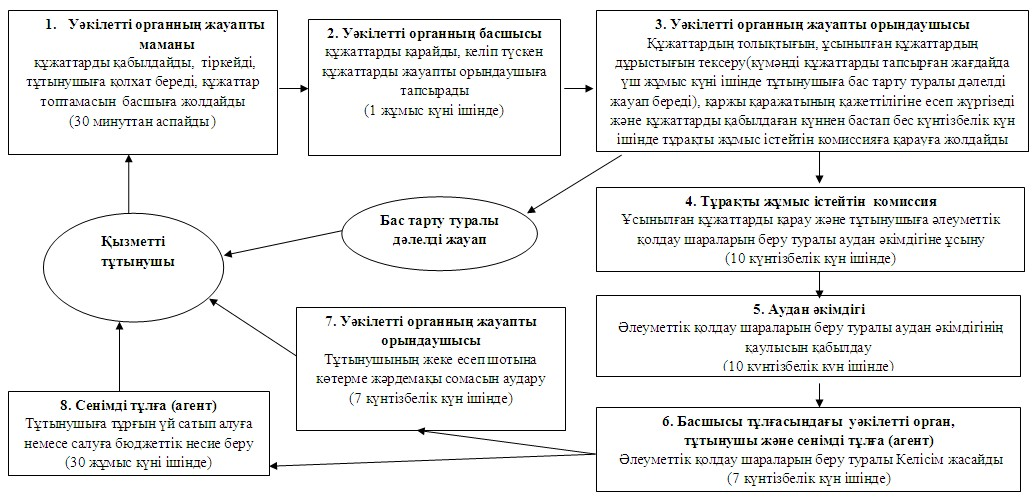 1. Уәкілетті органның жауапты
маманы
құжаттарды қабылдайды, тіркейді,
тұтынушыға қолхат береді, құжаттар
топтамасын басшыға жолдайды
(30 минуттан аспайды)
2. Уәкілетті органның басшысы
құжаттарды қарайды, келіп түскен
құжаттарды жауапты орындаушыға
тапсырады
(1 жұмыс күні ішінде)
3. Уәкілетті органның жауапты орындаушысы
Құжаттардың толықтығын, ұсынылған құжаттардың
дұрыстығын тексеру(күмәнді құжаттарды тапсырған жағдайда
үш жұмыс күні ішінде тұтынушыға бас тарту туралы дәлелді
жауап береді), қаржы қаражатының қажеттілігіне есеп жүргізеді
және құжаттарды қабылдаған күннен бастап бес күнтізбелік күн
ішінде тұрақты жұмыс істейтін комиссияға қарауға жолдайды
4. Тұрақты жұмыс істейтін комиссия
Ұсынылған құжаттарды қарау және тұтынушыға әлеуметтік
қолдау шараларын беру туралы аудан әкімдігіне ұсыну
(10 күнтізбелік күн ішінде)
Бас тарту туралы
дәлелді жауап
Қызметті
тұтынушы
5. Аудан әкімдігі
Әлеуметтік қолдау шараларын беру туралы аудан әкімдігінің
қаулысын қабылдау
(10 күнтізбелік күн ішінде)
7. Уәкілетті органның жауапты
орындаушысы
Тұтынушының жеке есеп шотына
көтерме жәрдемақы сомасын аудару
(7 күнтізбелік күн ішінде)
8. Сенімді тұлға (агент)
Тұтынушыға тұрғын үй сатып алуға
немесе салуға бюджеттік несие беру
(30 жұмыс күні ішінде)
6. Басшысы тұлғасындағы уәкілетті орган,
тұтынушы және сенімді тұлға (агент)
Әлеуметтік қолдау шараларын беру туралы Келісім жасайды
(7 күнтізбелік күн ішінде)